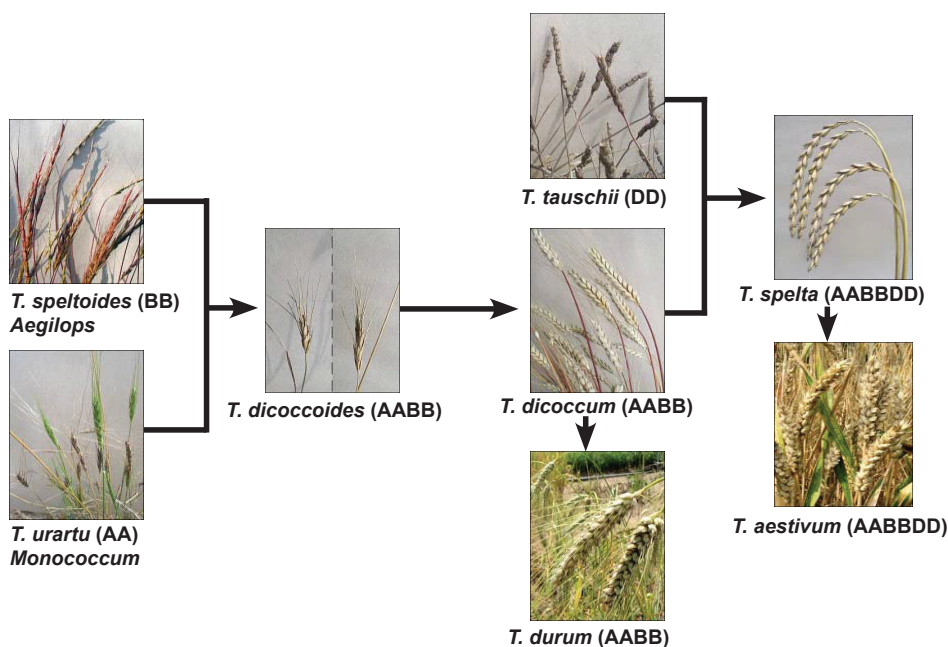 T. speltoides (BB)
Aegilops
T. urartu (AA)
Monococcum
T. dicoccoides (AABB)
T. tauschii (DD)
T. dicoccum (AABB)
T. durum (AABB)
T. spelta (AABBDD)
T. aestivum (AABBDD)